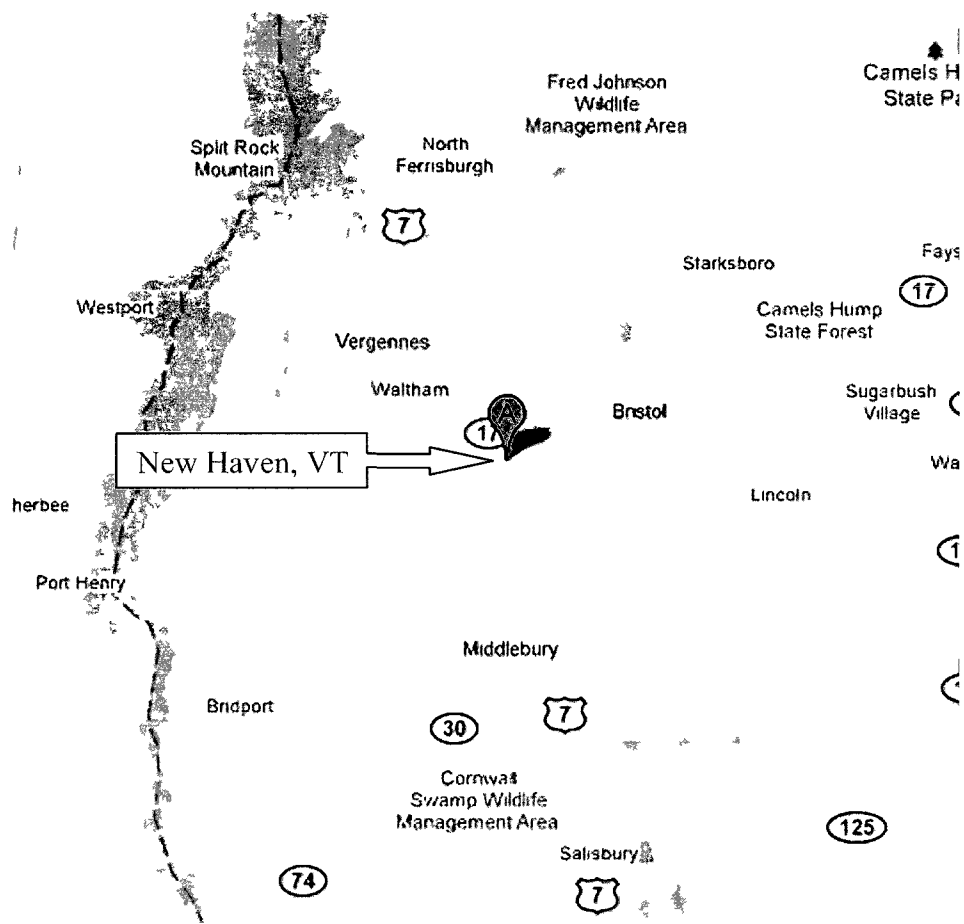 Camels H
State Pa
Fred Johnson
Wildlife
Management Area
North
Ferrisburgh
Split Rock
Mountain
7
Starksboro
Fays
17
Westport
Camels Hump
State Forest
Vergennes
Waltham
Sugarbush
Village
A
Bristol
17
New Haven, VT
Wa
Lincoln
herbee
1
Port Henry
Middlebury
Bridport
7
30
Cornwall
Swamp Wildlife
Management Area
125
Salisbury
74
7